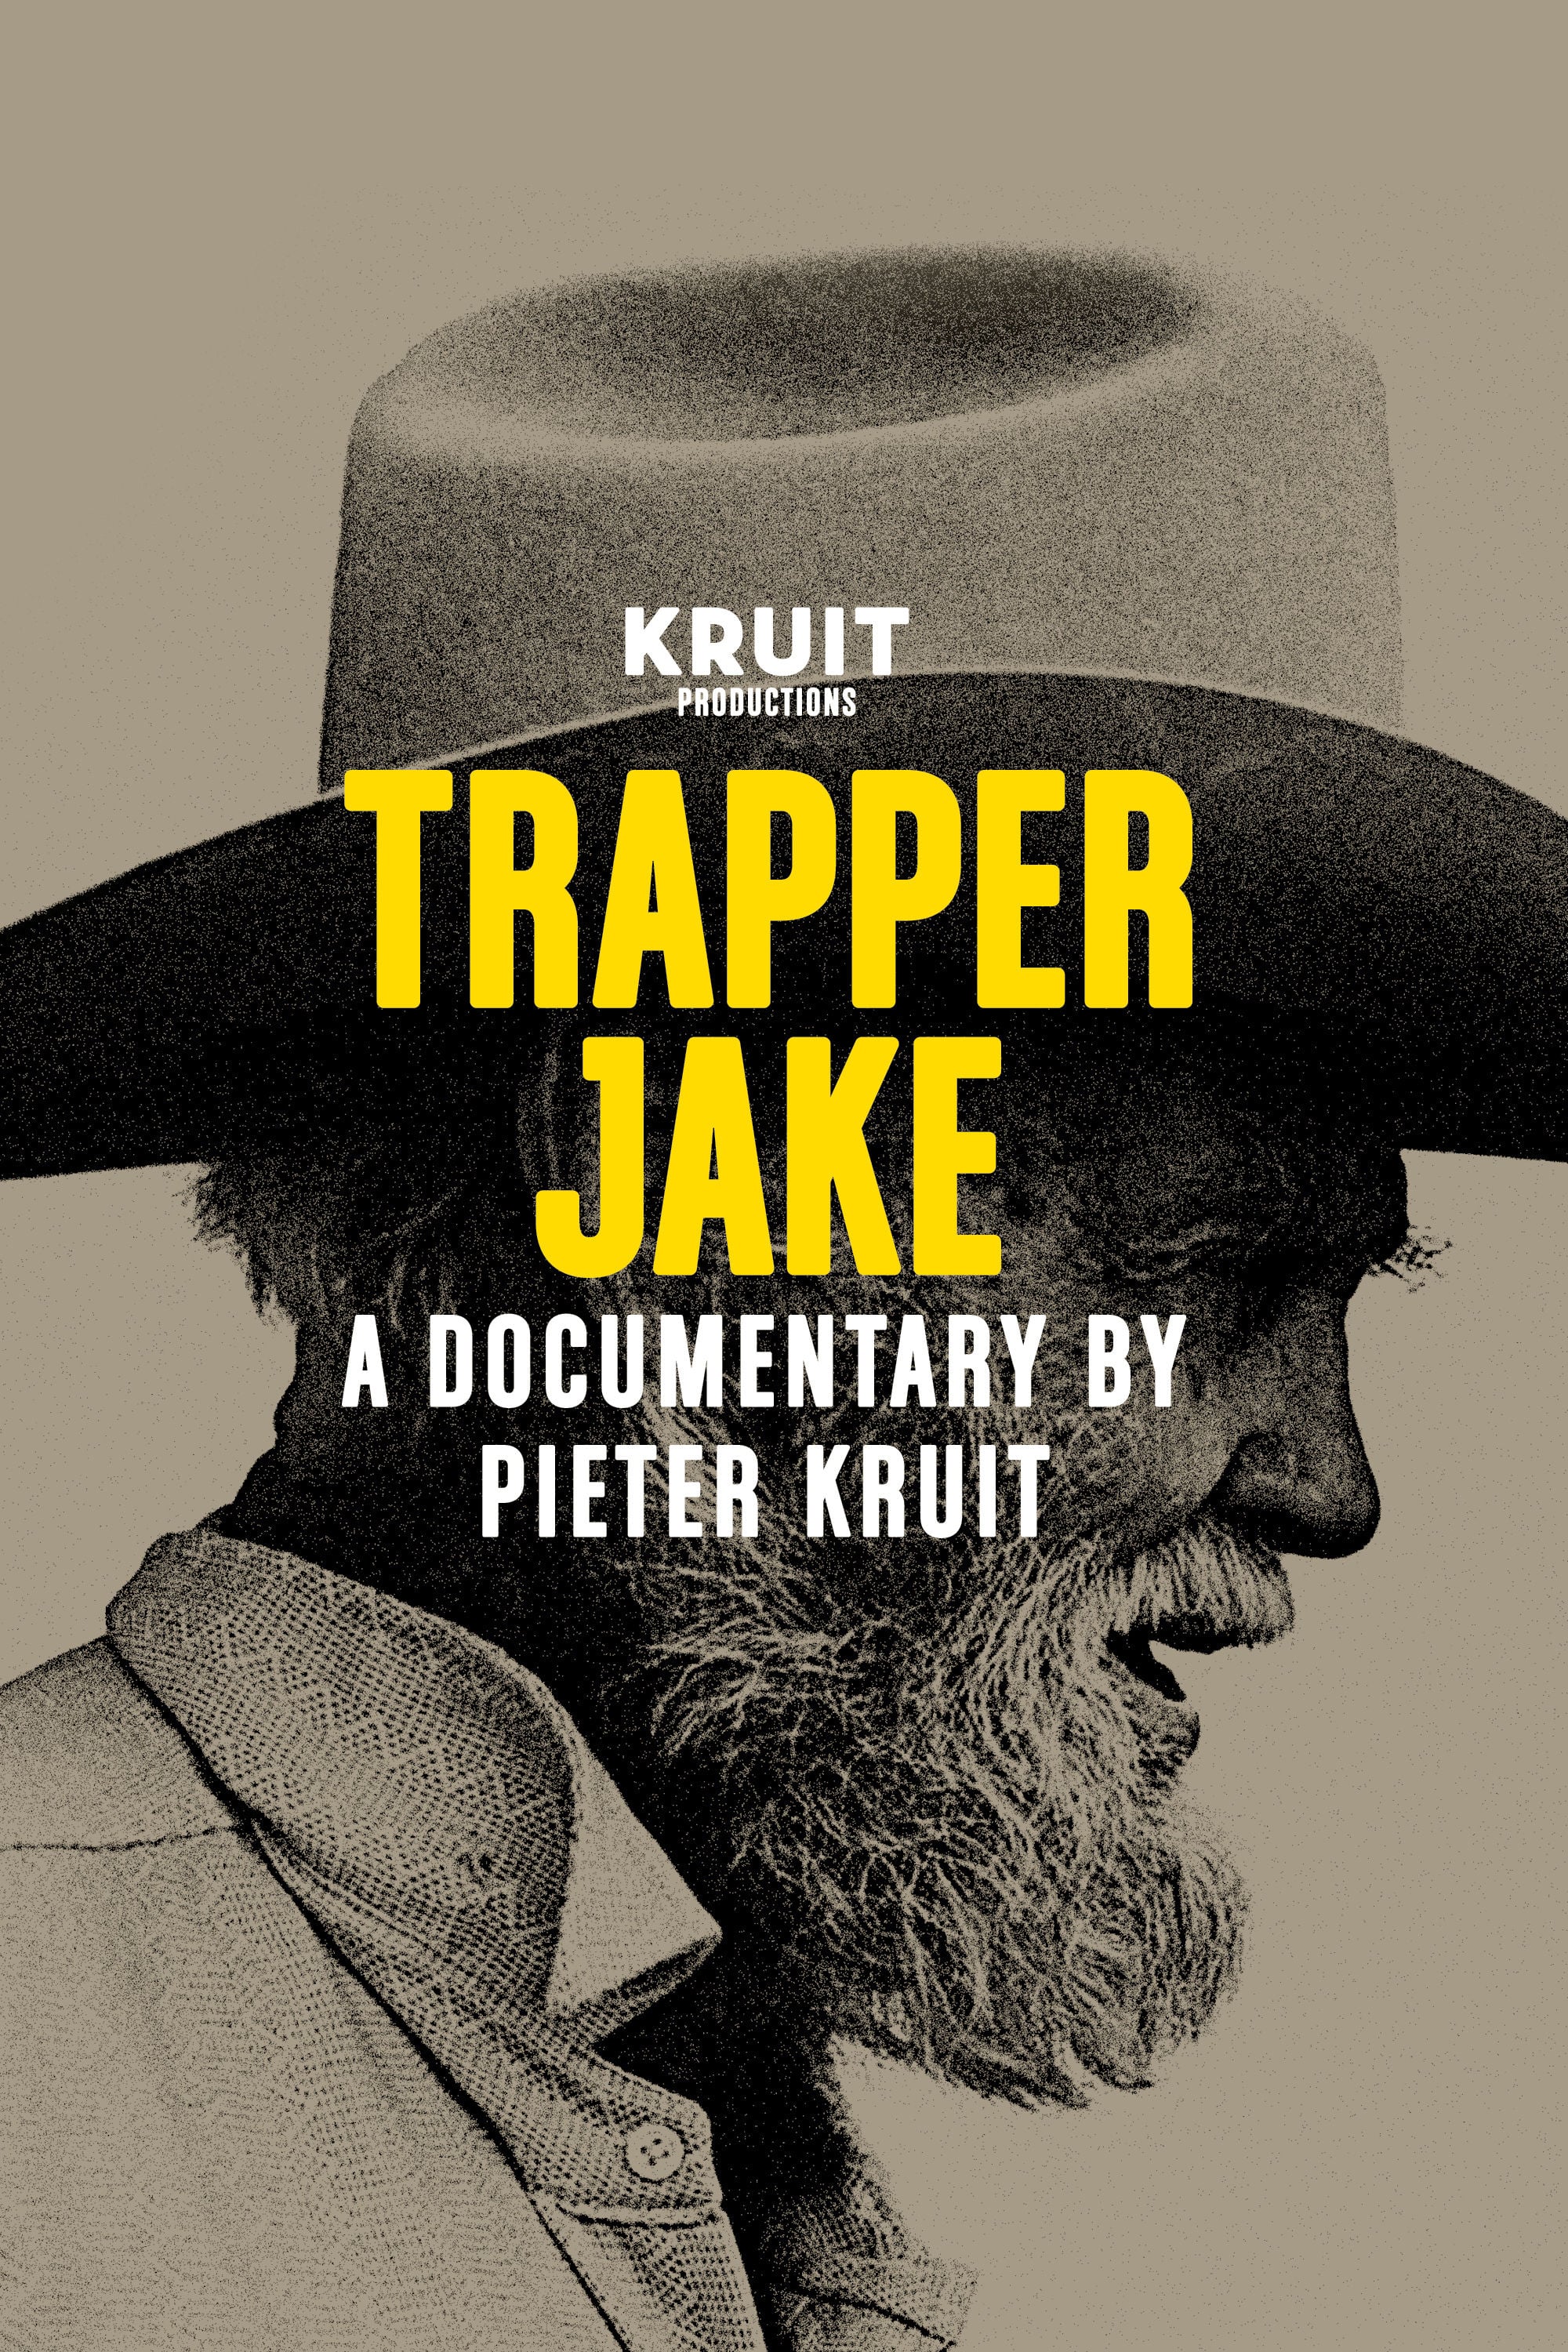 KRUIT
PRODUCTIONS
TRAPPER
JAKE
A DOCUMENTARY BY
PIETER KRUIT